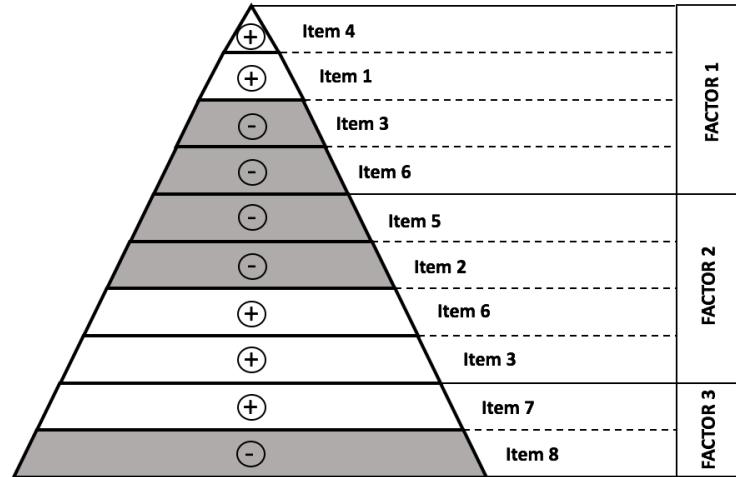 + Item 4
+ Item 1
- Item 3
- Item 6
FACTOR 1
- Item 5
- Item 2
+ Item 6
+ Item 3
FACTOR 2
+ Item 7
- Item 8
FACTOR 3